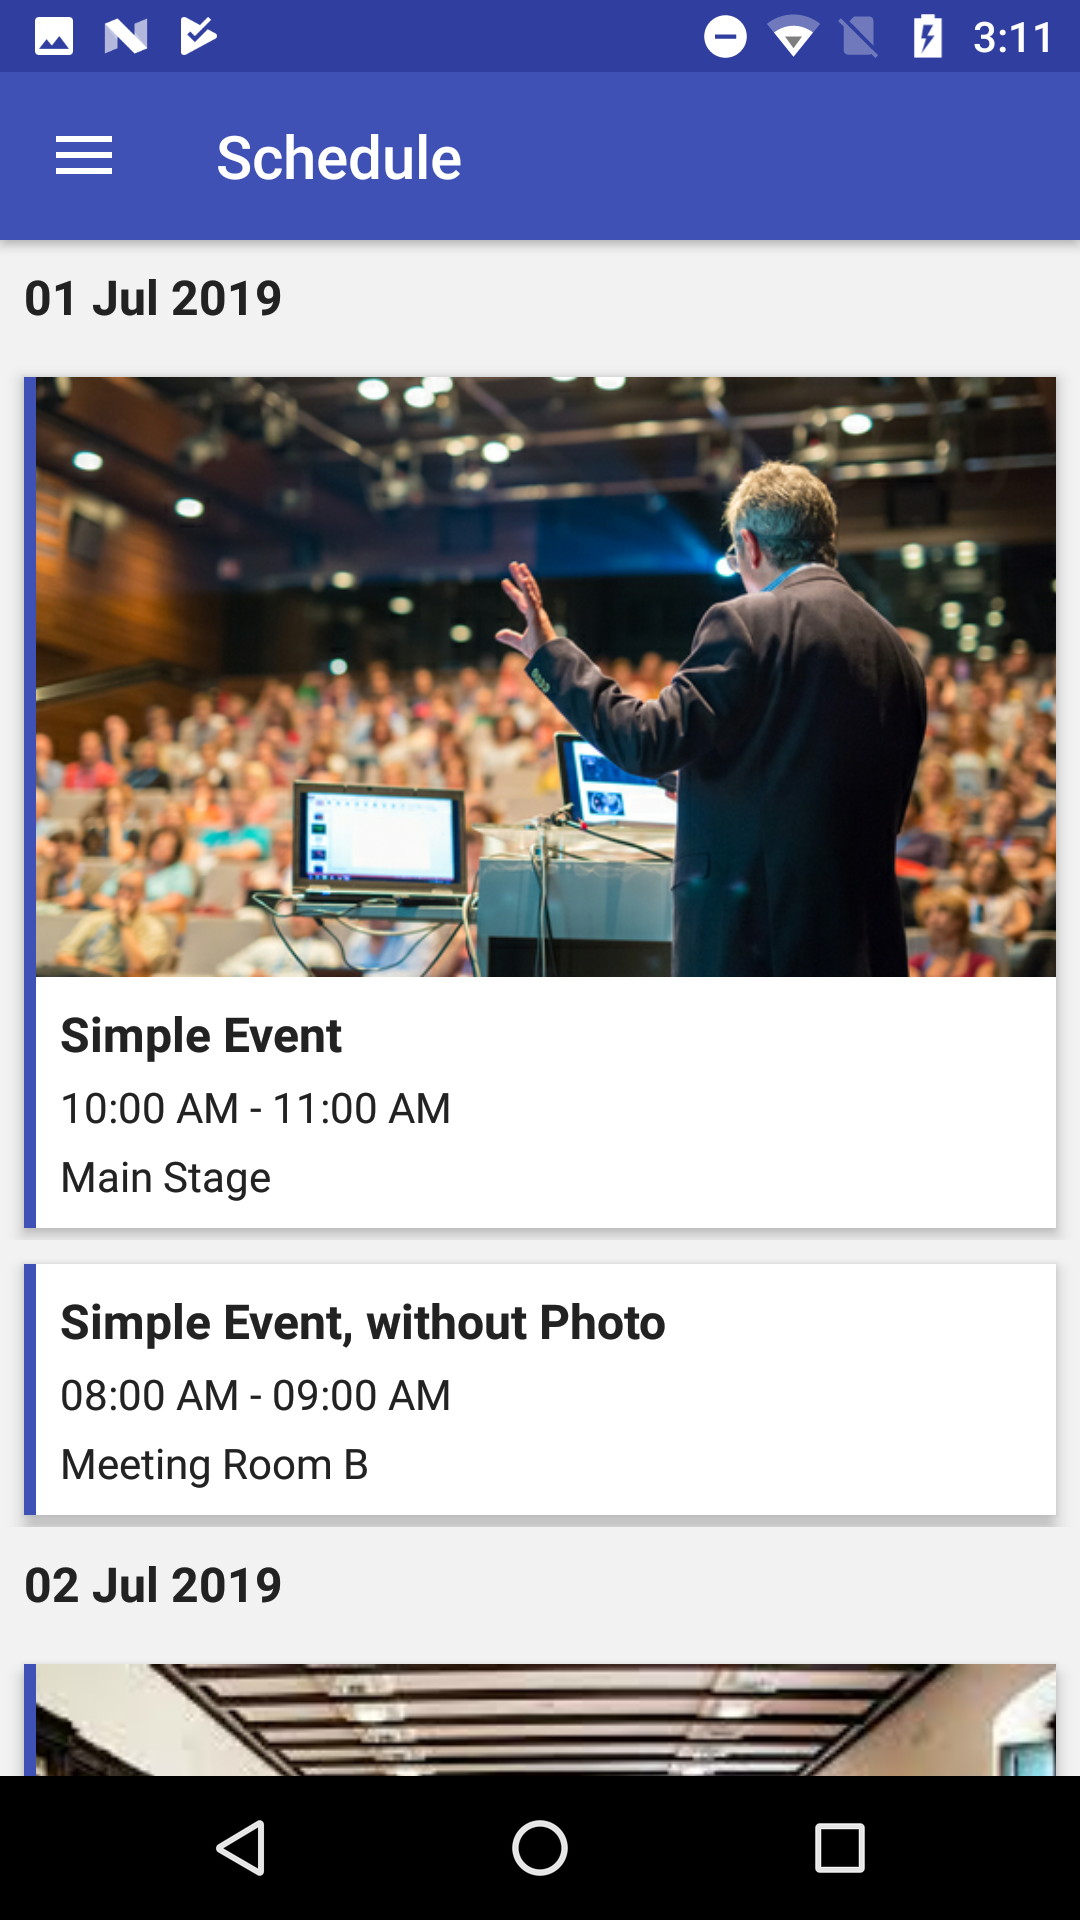 3:11
Schedule
01 Jul 2019
Simple Event
10:00 AM - 11:00 AM
Main Stage
Simple Event, without Photo
08:00 AM - 09:00 AM
Meeting Room B
02 Jul 2019